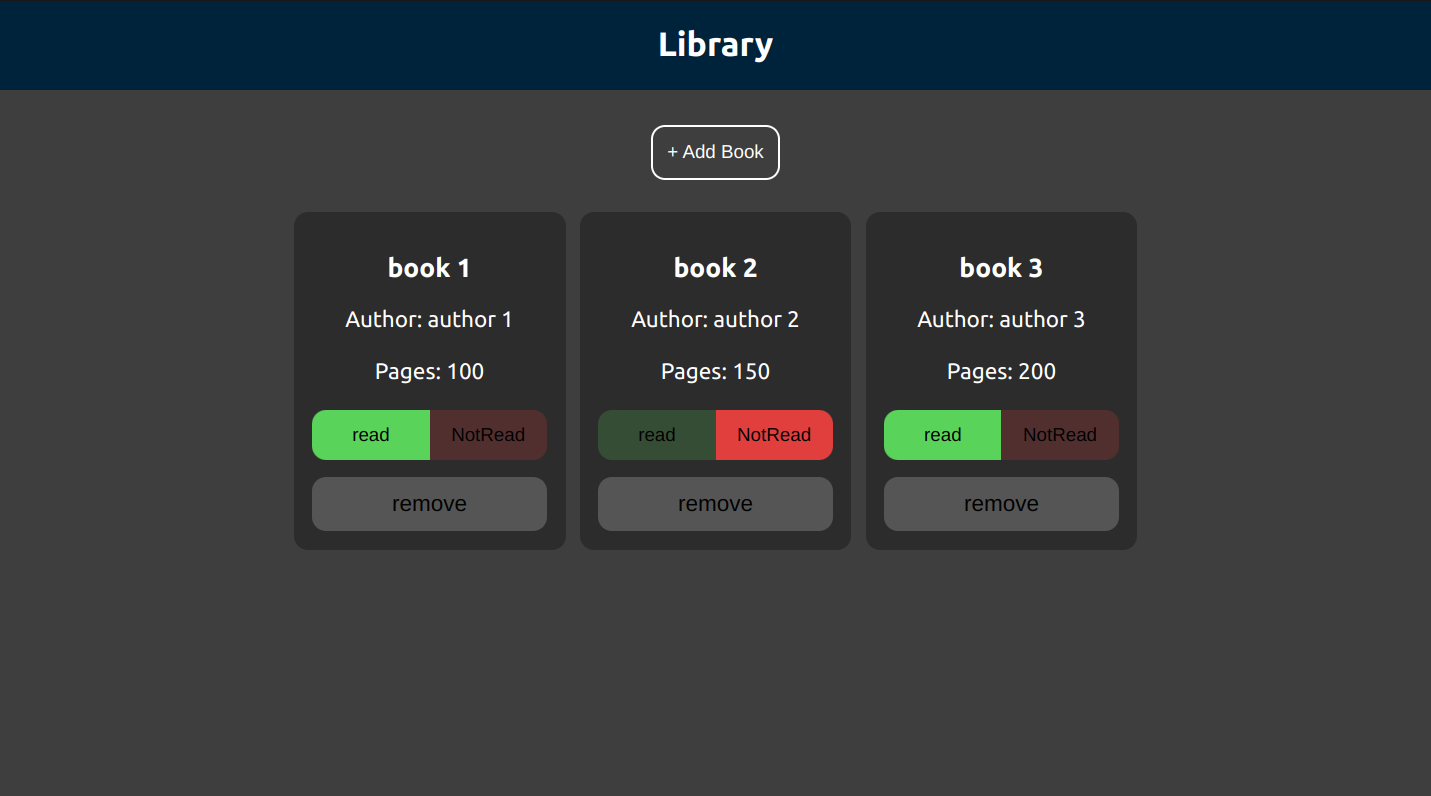 Library
+ Add Book
book 1
Author: author 1
Pages: 100
read NotRead
remove
book 2
Author: author 2
Pages: 150
read NotRead
remove
book 3
Author: author 3
Pages: 200
read NotRead
remove